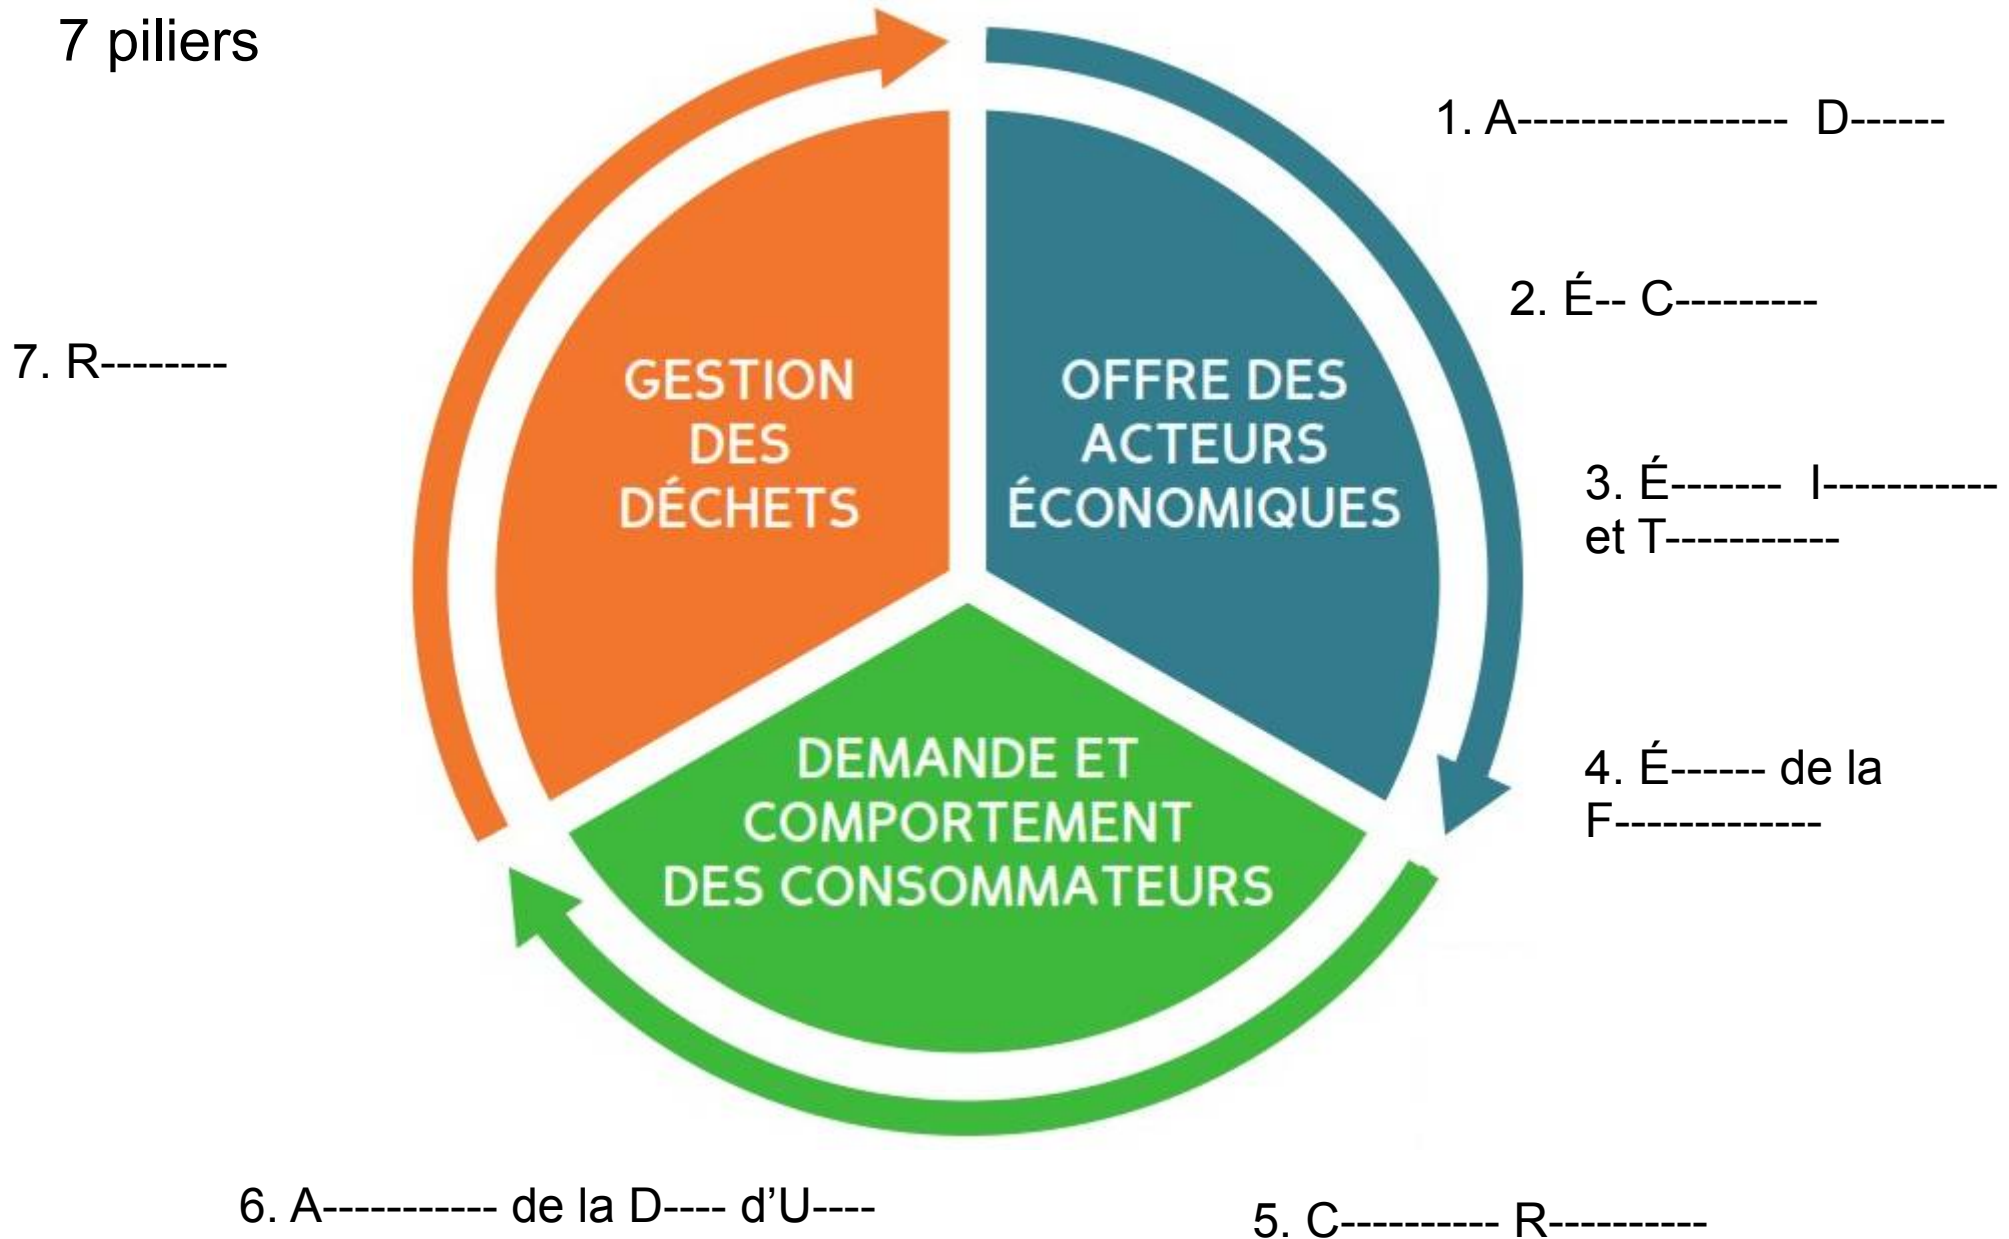 7 piliers
1. A----------------- D------
2. É-- C---------
3. É------- I-----------
et T-----------
4. É------ de la
F-------------
5. C---------- R----------
6. A----------- de la D---- d’U----
7. R--------
GESTION
DES
DÉCHETS
OFFRE DES
ACTEURS
ÉCONOMIQUES
DEMANDE ET
COMPORTEMENT
DES CONSOMMATEURS